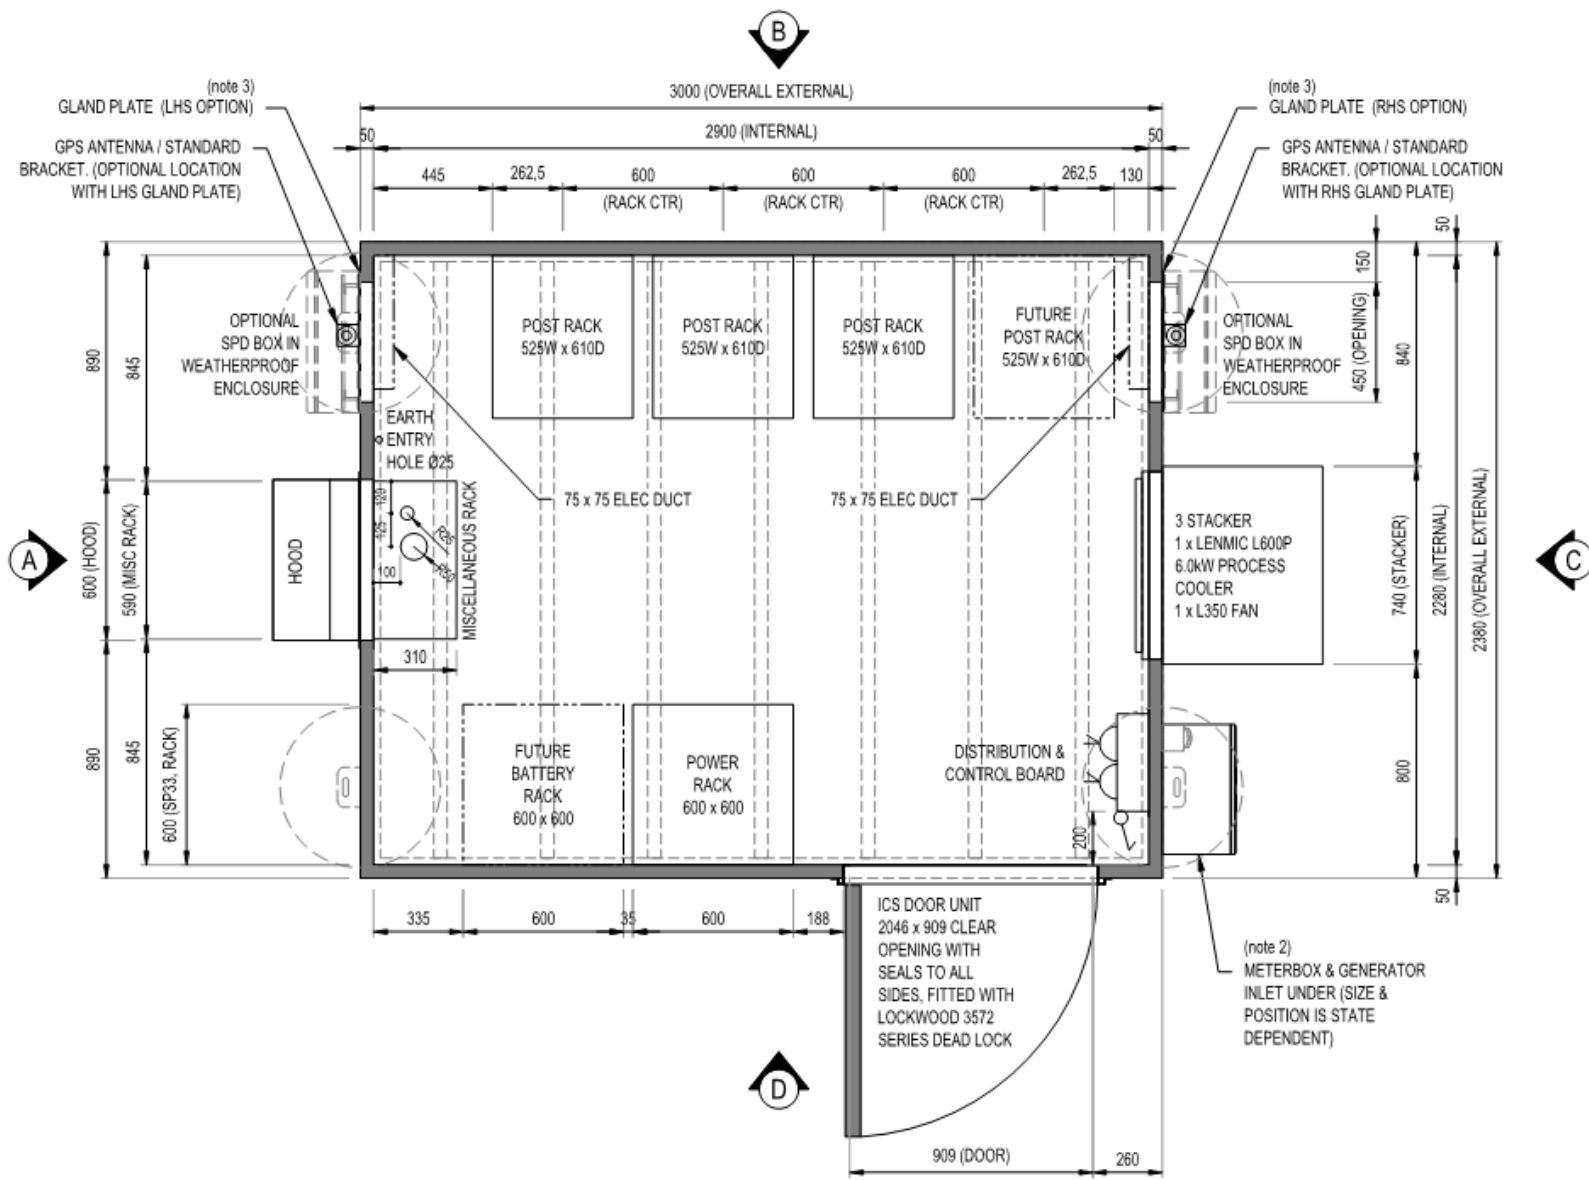 B
3000 (OVERALL EXTERNAL)
50
2900 (INTERNAL)
50
445
262,5
600
(RACK CTR)
600
(RACK CTR)
600
(RACK CTR)
262,5
130
(note 3)
GLAND PLATE (LHS OPTION)
GPS ANTENNA / STANDARD
BRACKET. (OPTIONAL LOCATION
WITH LHS GLAND PLATE)
(note 3)
GLAND PLATE (RHS OPTION)
GPS ANTENNA / STANDARD
BRACKET. (OPTIONAL LOCATION
WITH RHS GLAND PLATE)
OPTIONAL
SPD BOX IN
WEATHERPROOF
ENCLOSURE
POST RACK
525W x 610D
POST RACK
525W x 610D
POST RACK
525W x 610D
FUTURE
POST RACK
525W x 610D
OPTIONAL
SPD BOX IN
WEATHERPROOF
ENCLOSURE
50
150
450 (OPENING)
840
740 (STACKER)
800
2280 (INTERNAL)
2380 (OVERALL EXTERNAL)
50
890
845
600 (HOOD)
590 (MISC RACK)
890
845
600 (SP33, RACK)
EARTH
ENTRY
HOLE Ø25
75 x 75 ELEC DUCT
75 x 75 ELEC DUCT
A
HOOD
120
125
100
R25
R50
MISCELLANEOUS RACK
310
3 STACKER
1 x LENMIC L600P
6.0kW PROCESS
COOLER
1 x L350 FAN
C
FUTURE
BATTERY
RACK
600 x 600
POWER
RACK
600 x 600
DISTRIBUTION &
CONTROL BOARD
200
335
600
35
600
188
ICS DOOR UNIT
2046 x 909 CLEAR
OPENING WITH
SEALS TO ALL
SIDES, FITTED WITH
LOCKWOOD 3572
SERIES DEAD LOCK
(note 2)
METERBOX & GENERATOR
INLET UNDER (SIZE &
POSITION IS STATE
DEPENDENT)
D
909 (DOOR)
260